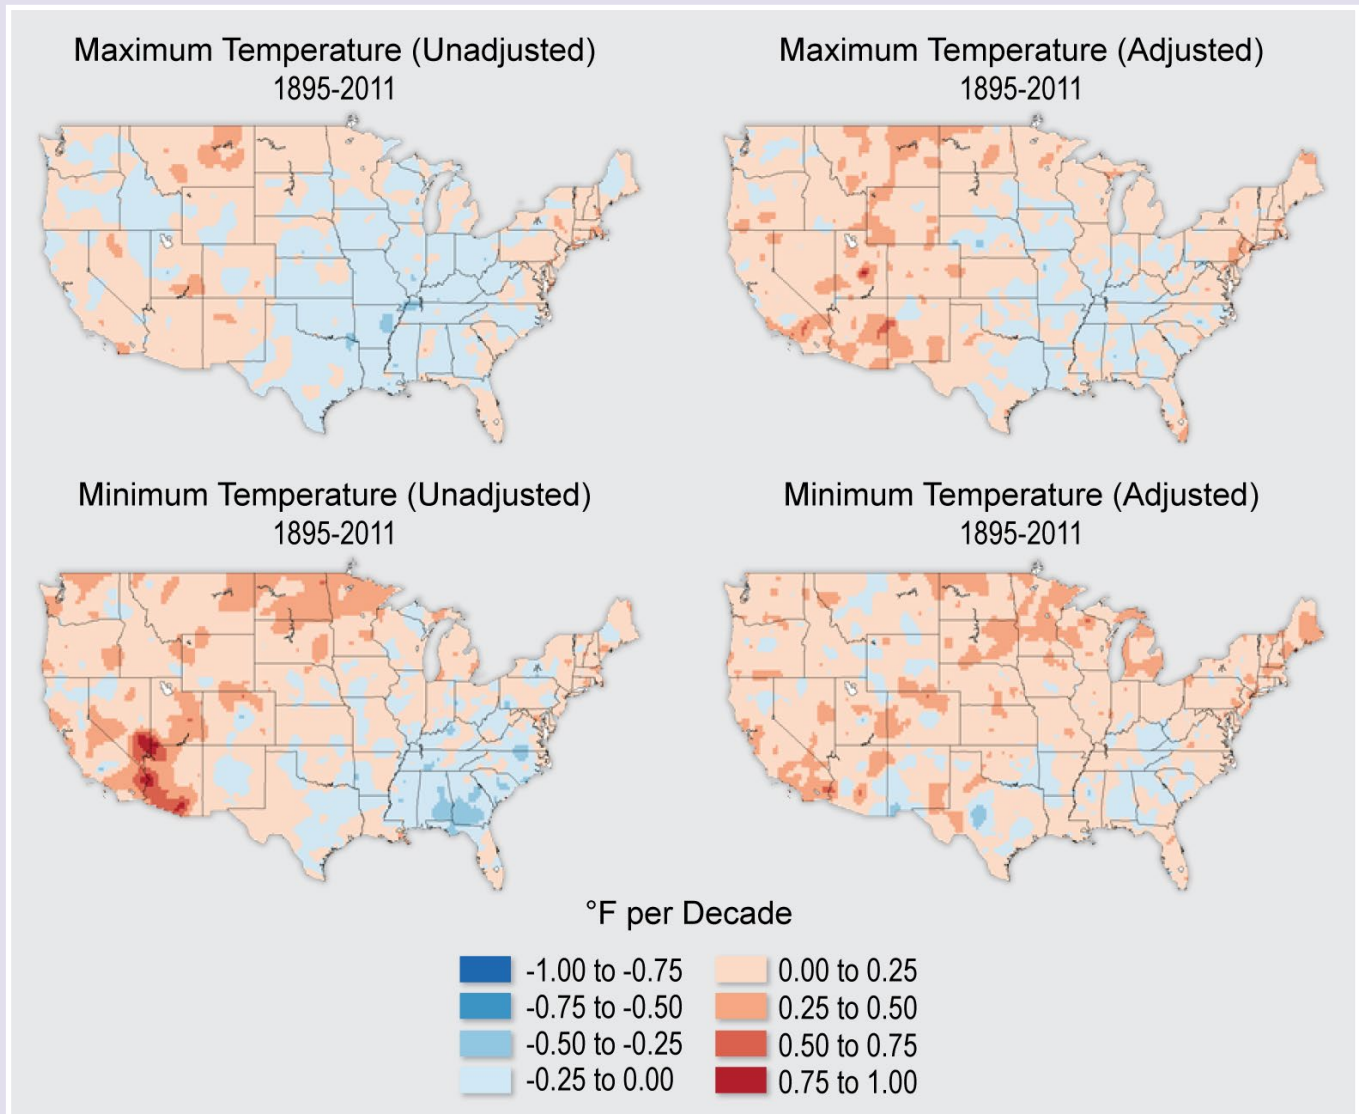 Maximum Temperature (Unadjusted)
1895-2011
Maximum Temperature (Adjusted)
1895-2011
Minimum Temperature (Unadjusted)
1895-2011
Minimum Temperature (Adjusted)
1895-2011
°F per Decade
-1.00 to -0.75
-0.75 to -0.50
-0.50 to -0.25
-0.25 to 0.00
0.00 to 0.25
0.25 to 0.50
0.50 to 0.75
0.75 to 1.00